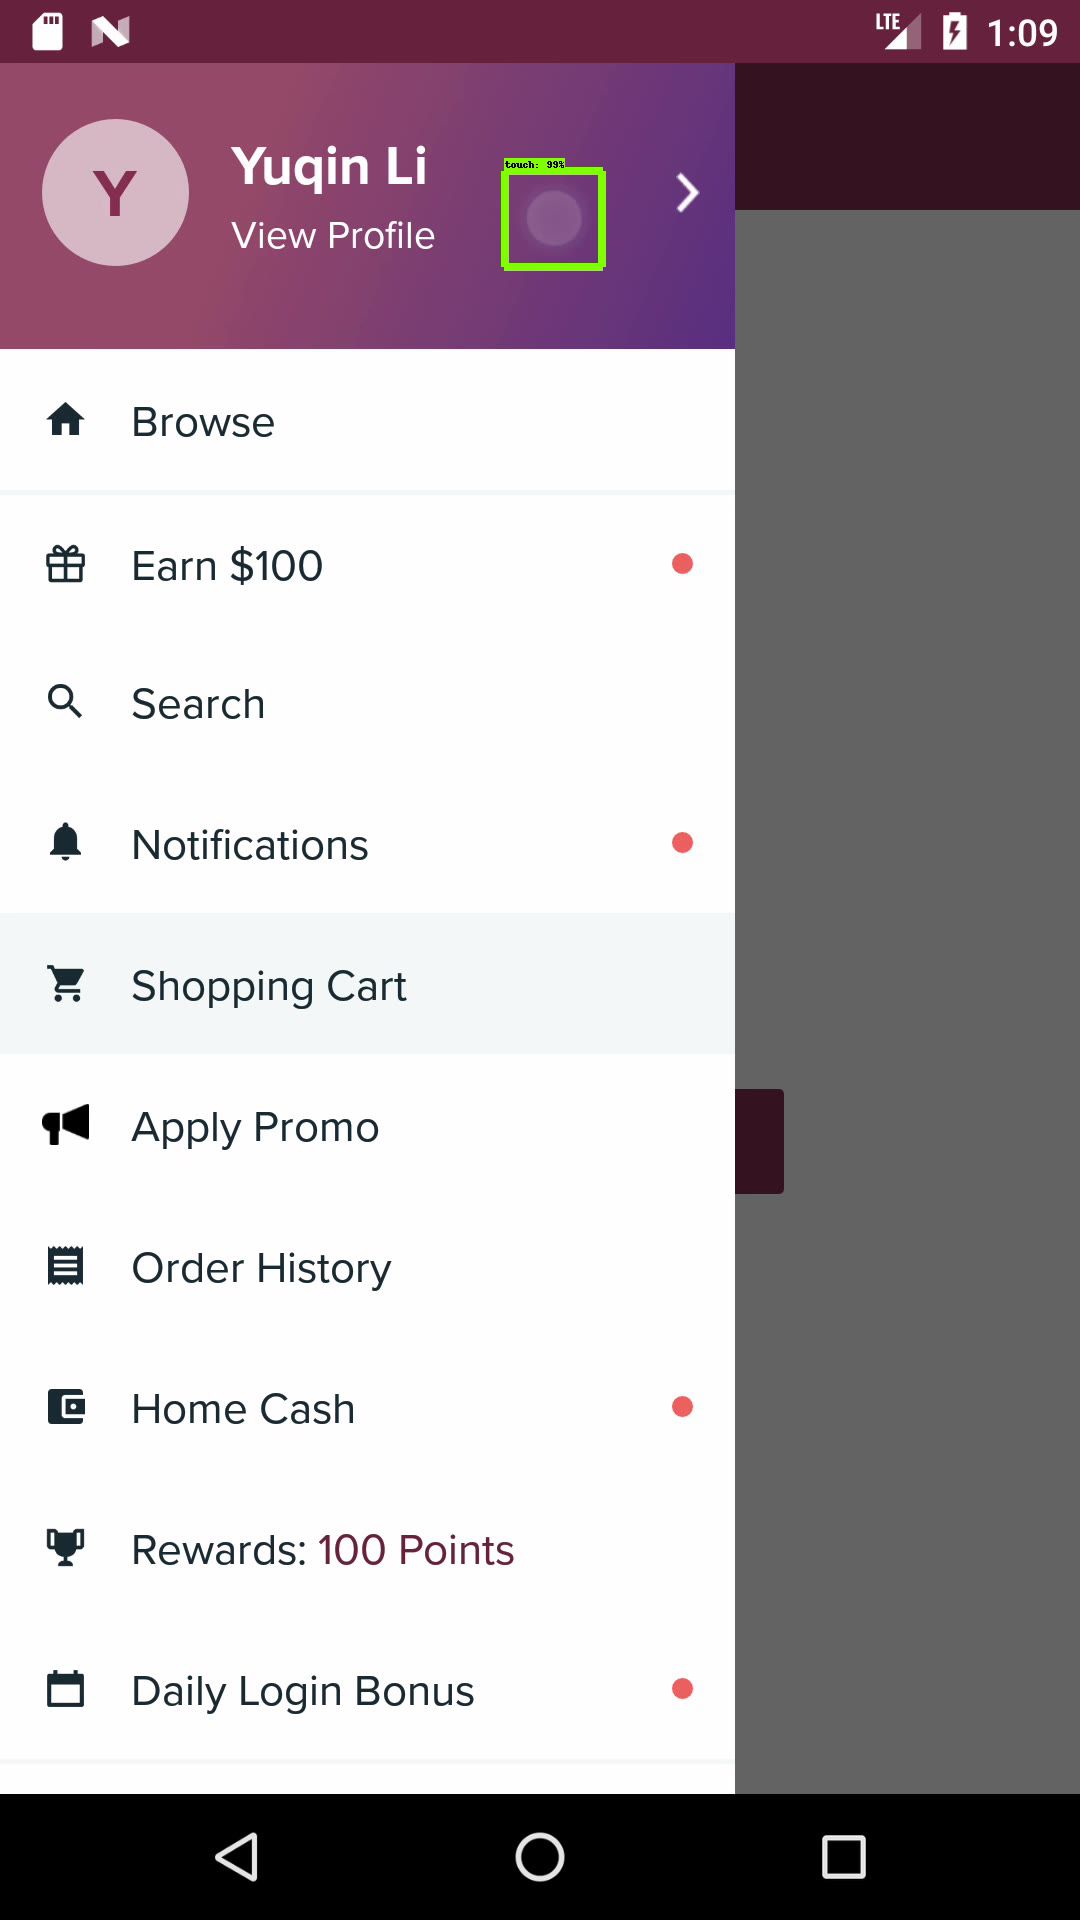 LTE 1:09
Y
Yuqin Li
View Profile
touch: 99%
Browse
Earn $100
Search
Notifications
Shopping Cart
Apply Promo
Order History
Home Cash
Rewards: 100 Points
Daily Login Bonus